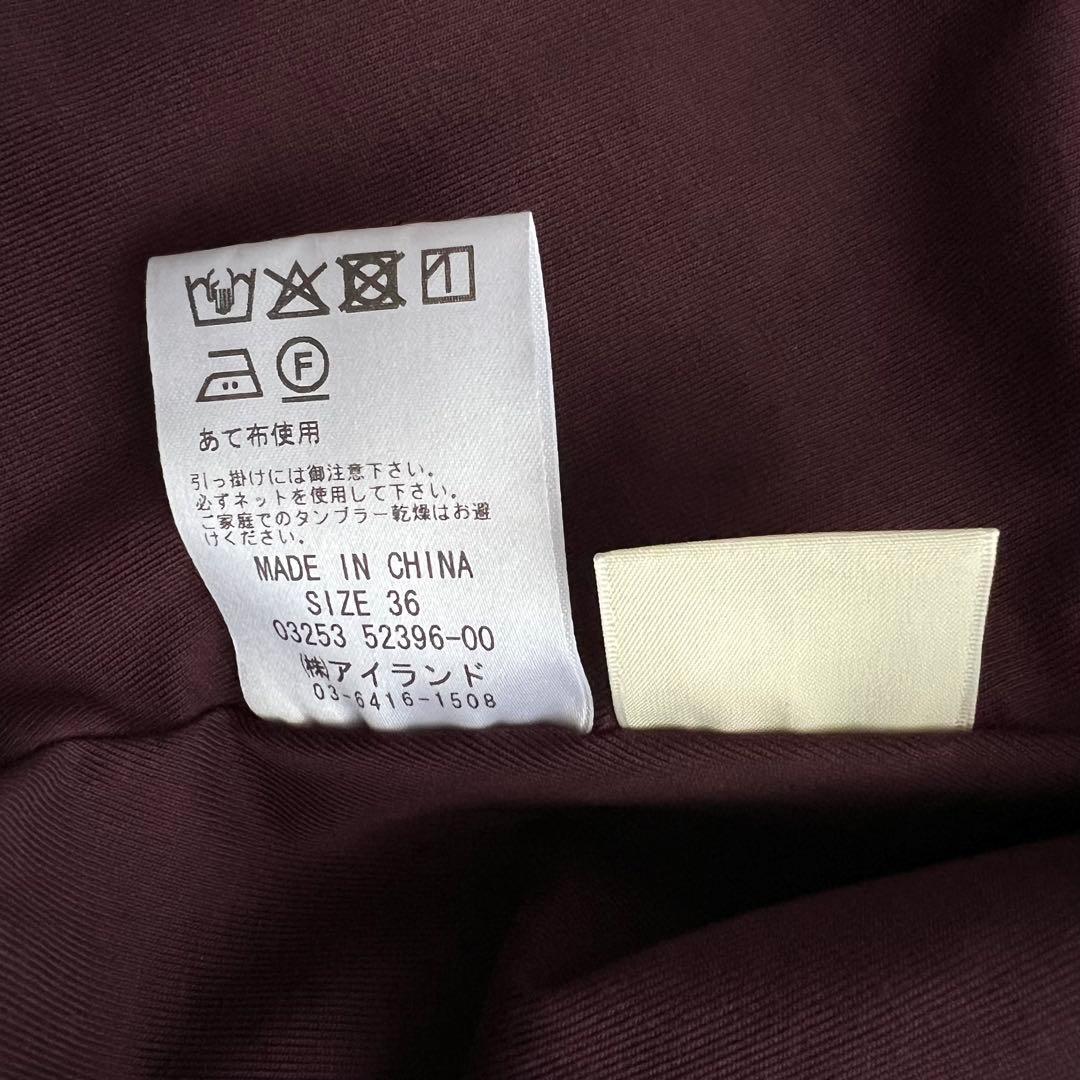 F
あて布使用
引っ掛けには御注意下さい。
必ずネットを使用して下さい。
ご家庭でのタンブラー乾燥はお避
けください。
MADE IN CHINA
SIZE 36
03253 52396-00
㈱アイランド
03-6416-1508